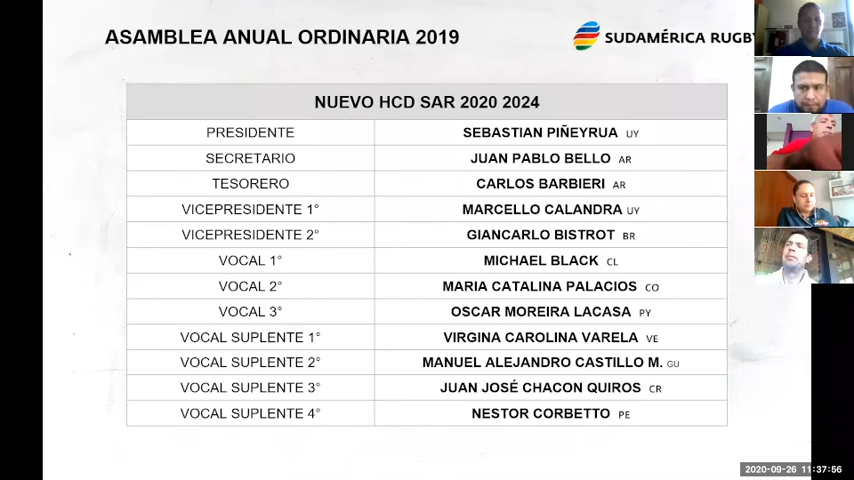 ASAMBLEA ANUAL ORDINARIA 2019
SUDAMÉRICA RUGBY
NUEVO HCD SAR 2020 2024
PRESIDENTE SEBASTIAN PIÑEYRUA UY
SECRETARIO JUAN PABLO BELLO AR
TESORERO CARLOS BARBIERI AR
VICEPRESIDENTE 1° MARCELLO CALANDRA UY
VICEPRESIDENTE 2° GIANCARLO BISTROT BR
VOCAL 1° MICHAEL BLACK CL
VOCAL 2° MARIA CATALINA PALACIOS CO
VOCAL 3° OSCAR MOREIRA LACASA PY
VOCAL SUPLENTE 1° VIRGINA CAROLINA VARELA VE
VOCAL SUPLENTE 2° MANUEL ALEJANDRO CASTILLO M. GU
VOCAL SUPLENTE 3° JUAN JOSÉ CHACON QUIROS CR
VOCAL SUPLENTE 4° NESTOR CORBETTO PE
2020-09-26 11:37:56